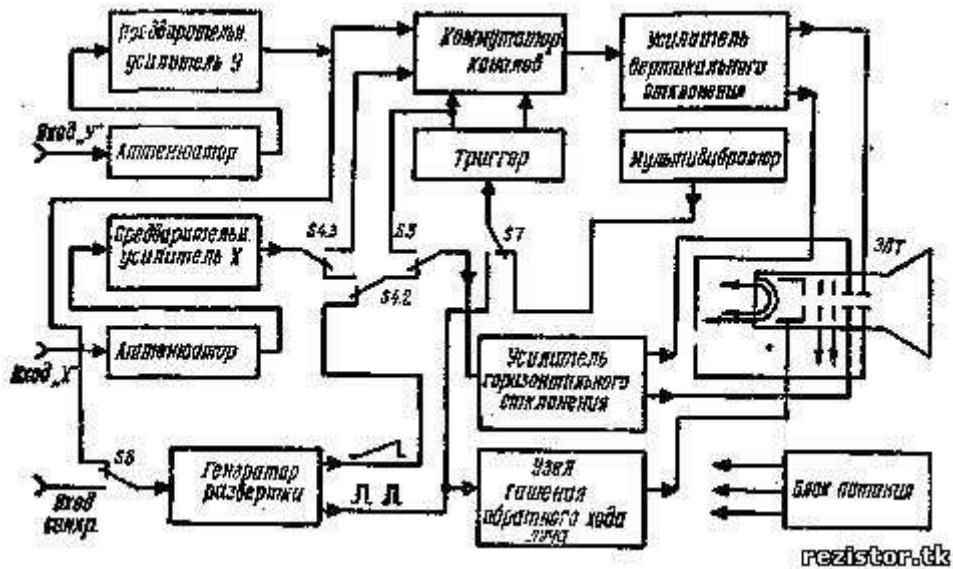 Предварительн.
усилитель У
Коммутатор
каналов
Усилитель
вертикального
отклонения
Вход „У"
Аттенюатор
Триггер
Мультивибратор
Предварительн.
усилитель X
S4.3
S5
S7
S4.2
ЭЛТ
Вход „X"
Аттенюатор
Усилитель
горизонтального
отклонения
S6
Вход
синхр.
Генератор
развертки
Узел
гашения
обратного хода
луча
Блок питания
rezistor.tk